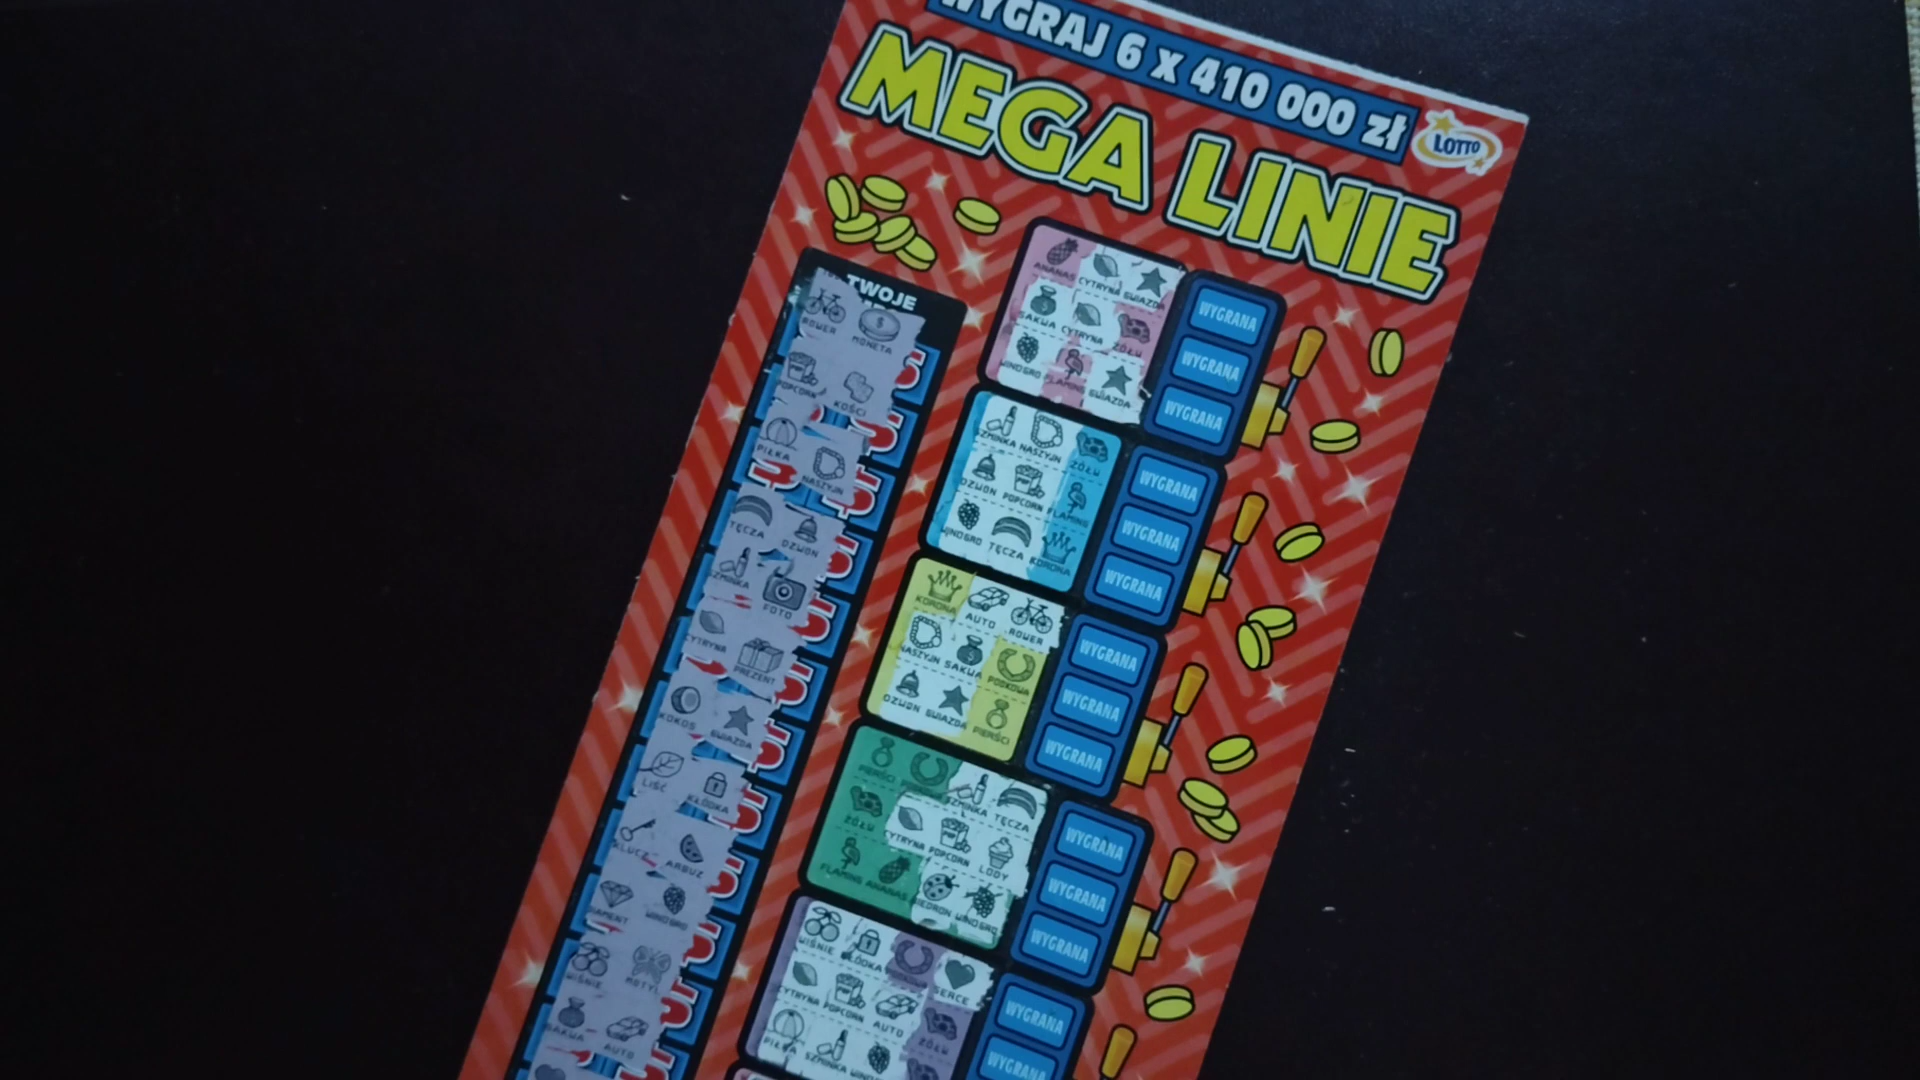 WYGRAJ 6 x 410 000 zł
LOTTO
MEGA LINIE
TWOJE
ROWER MONETA
POPCORN KOŚCI
PIŁKA NASZYJN
TĘCZA DZWON
SZMINKA FOTO
CYTRYNA PREZENT
KOKOS GWIAZDA
LIŚĆ KŁÓDKA
KLUCZ ARBUZ
DIAMENT WINOGRO
WIŚNIE MOTYL
SAKWA AUTO
ANANAS CYTRYNA GWIAZDA
SAKWA CYTRYNA ŻÓŁW
WINOGRO FLAMING GWIAZDA
WYGRANA
WYGRANA
WYGRANA
SZMINKA NASZYJN ŻÓŁW
DZWON POPCORN FLAMING
WINOGRO TĘCZA KORONA
WYGRANA
WYGRANA
WYGRANA
KORONA AUTO ROWER
NASZYJN SAKWA PODKOWA
DZWON GWIAZDA PIERŚCI
WYGRANA
WYGRANA
WYGRANA
PIERŚCI SZMINKA TĘCZA
ŻÓŁW CYTRYNA POPCORN LODY
FLAMING ANANAS BIEDRON WINOGRO
WYGRANA
WYGRANA
WYGRANA
WIŚNIE KŁÓDKA SERCE
CYTRYNA POPCORN AUTO ŻÓŁW
PIŁKA SZMINKA WINOGRO
WYGRANA
WYGRANA